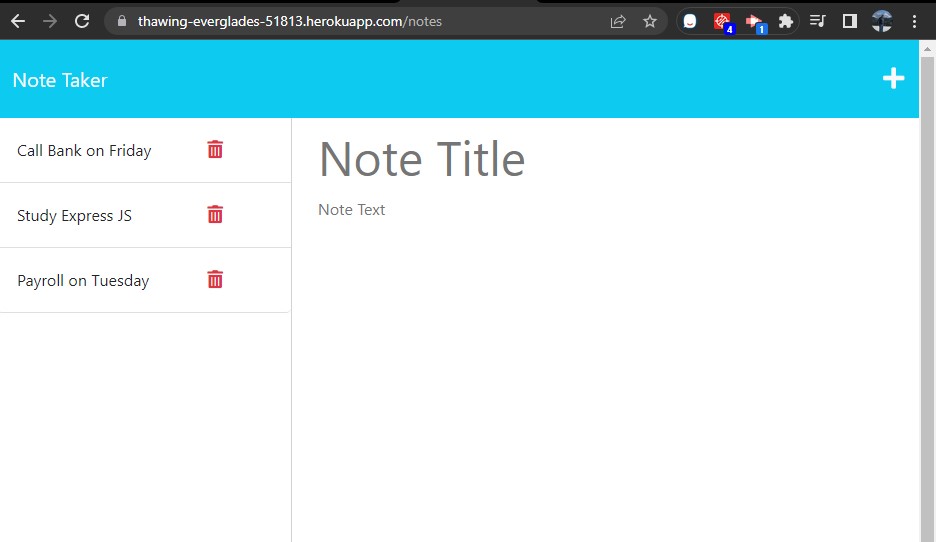 thawing-everglades-51813.herokuapp.com/notes
4
1
Note Taker
Call Bank on Friday
Study Express JS
Payroll on Tuesday
Note Title
Note Text